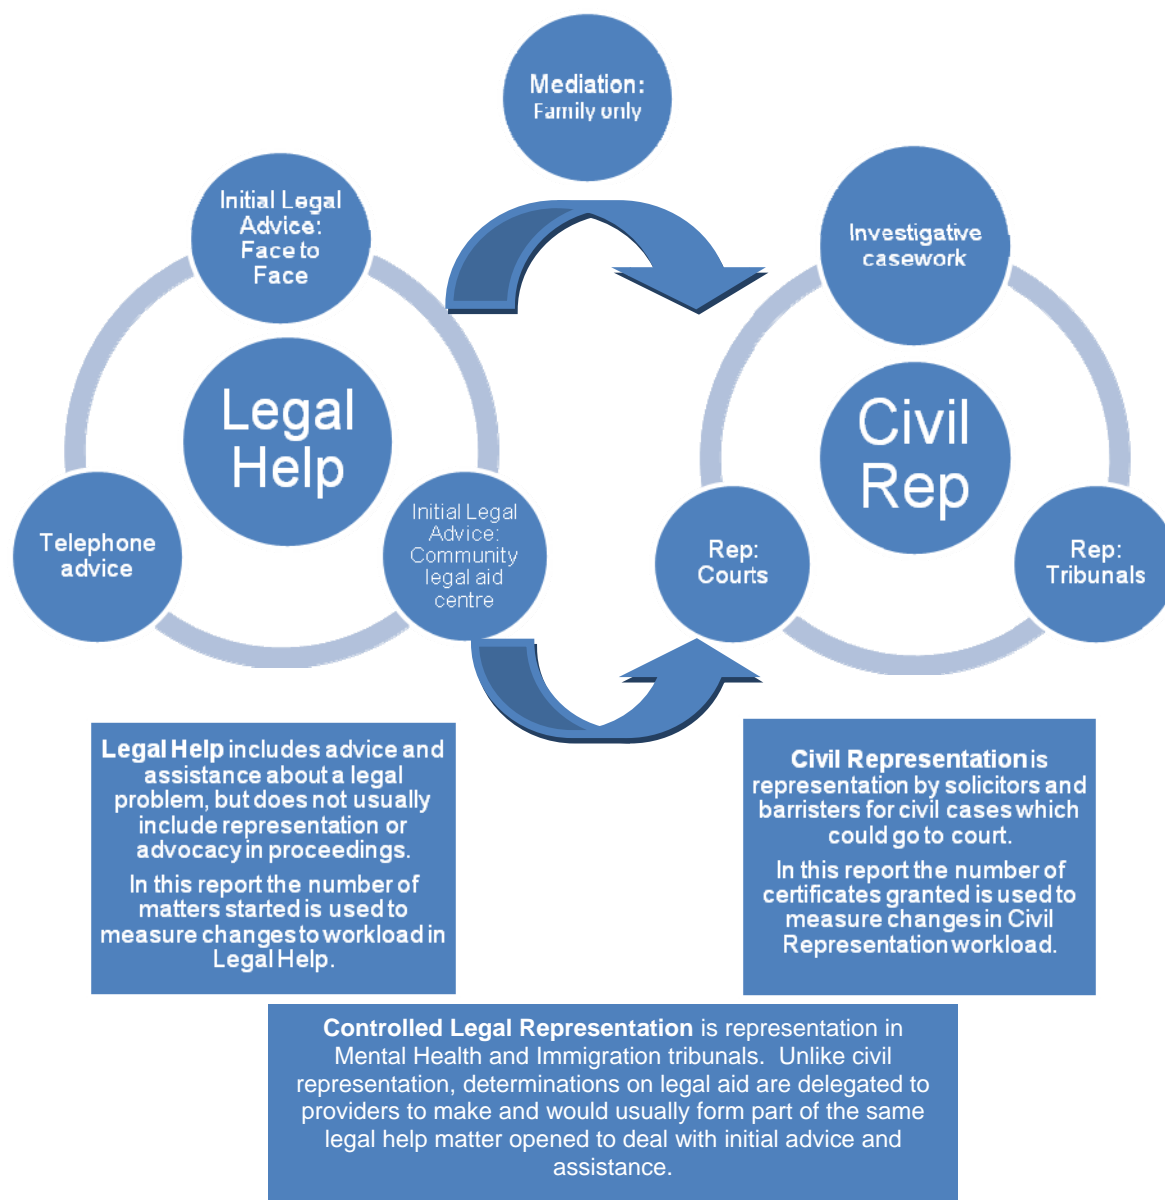 Mediation:
Family only
Initial Legal
Advice:
Face to
Face
Legal
Help
Telephone
advice
Initial Legal
Advice:
Community
legal aid
centre
Investigative
casework
Civil
Rep
Rep:
Courts
Rep:
Tribunals
Legal Help includes advice and
assistance about a legal
problem, but does not usually
include representation or
advocacy in proceedings.
In this report the number of
matters started is used to
measure changes to workload in
Legal Help.
Civil Representation is
representation by solicitors and
barristers for civil cases which
could go to court.
In this report the number of
certificates granted is used to
measure changes in Civil
Representation workload.
Controlled Legal Representation is representation in
Mental Health and Immigration tribunals.  Unlike civil
representation, determinations on legal aid are delegated to
providers to make and would usually form part of the same
legal help matter opened to deal with initial advice and
assistance.